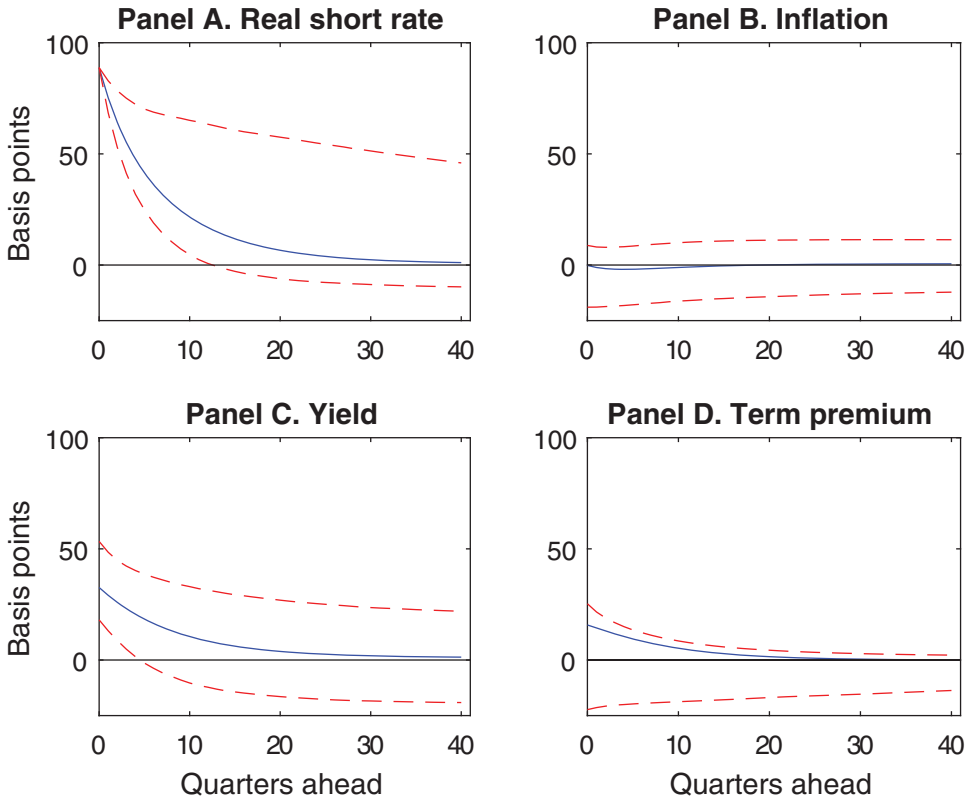 Panel A. Real short rate
Panel B. Inflation
100
50
0
Basis points
0 10 20 30 40
100
50
0
0 10 20 30 40
Panel C. Yield
Panel D. Term premium
100
50
0
Basis points
0 10 20 30 40
Quarters ahead
100
50
0
0 10 20 30 40
Quarters ahead